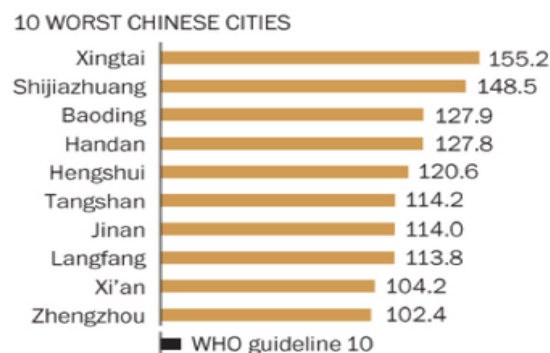 10 WORST CHINESE CITIES
Xingtai 155.2
Shijiazhuang 148.5
Baoding 127.9
Handan 127.8
Hengshui 120.6
Tangshan 114.2
Jinan 114.0
Langfang 113.8
Xi'an 104.2
Zhengzhou 102.4
WHO guideline 10